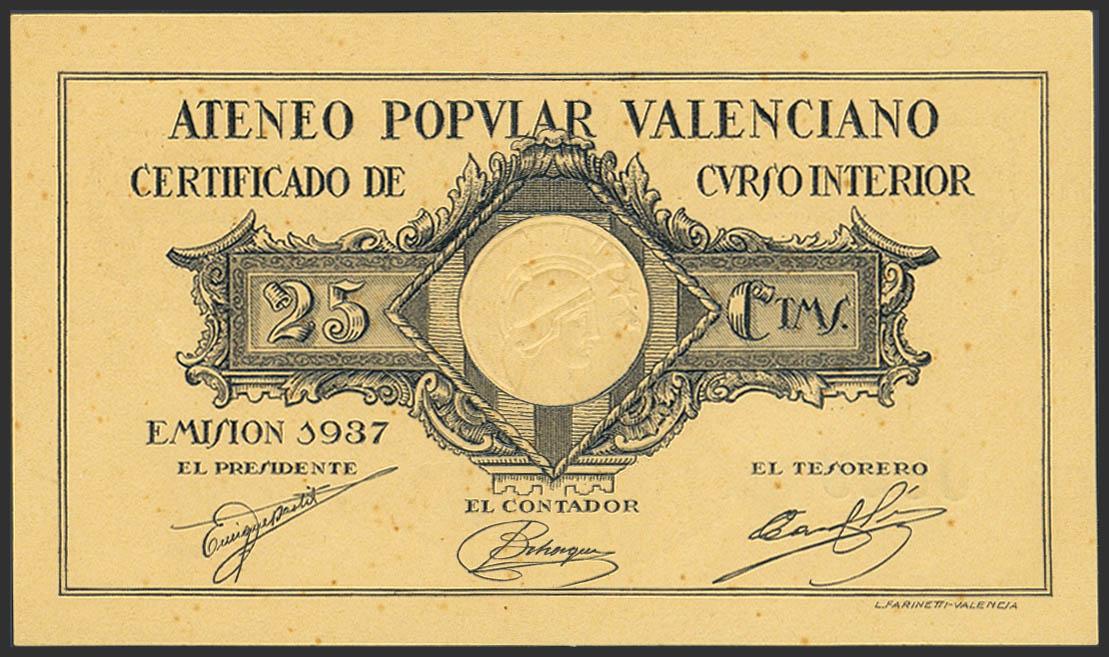 ATENEO POPVLAR VALENCIANO
CERTIFICADO DE CVRSO INTERIOR
25 CTMS.
EMISION 1937
EL PRESIDENTE
EL TESORERO
EL CONTADOR
L. FARINETTI-VALENCIA